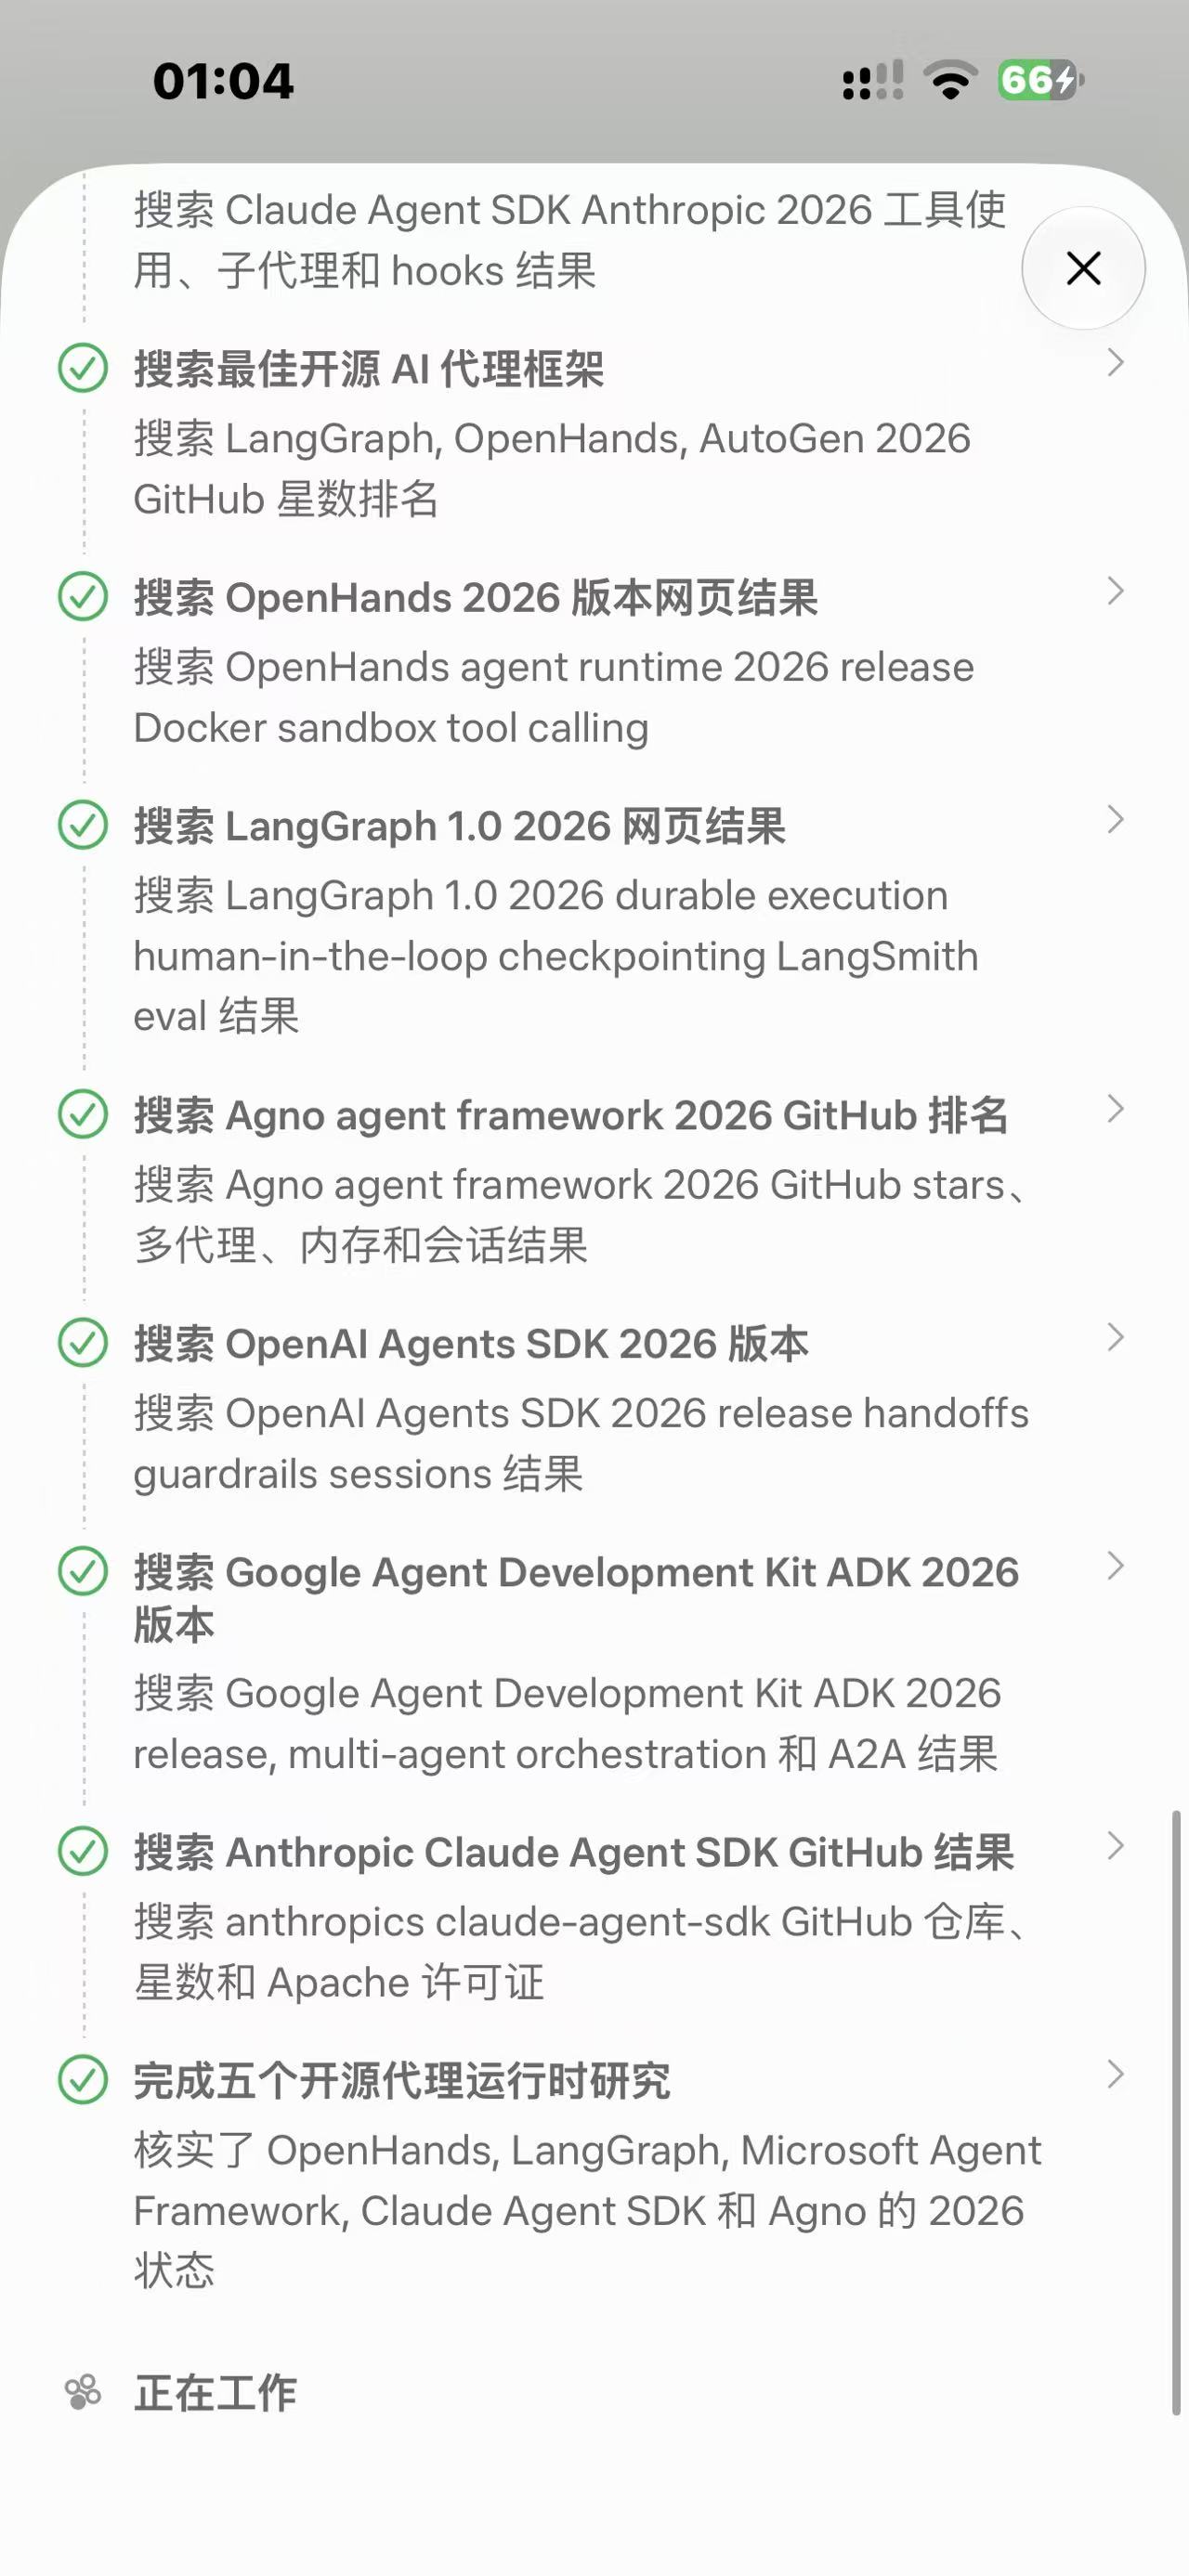 01:04
66
搜索 Claude Agent SDK Anthropic 2026 工具使
用、子代理和 hooks 结果
搜索最佳开源 AI 代理框架
搜索 LangGraph, OpenHands, AutoGen 2026
GitHub 星数排名
搜索 OpenHands 2026 版本网页结果
搜索 OpenHands agent runtime 2026 release
Docker sandbox tool calling
搜索 LangGraph 1.0 2026 网页结果
搜索 LangGraph 1.0 2026 durable execution
human-in-the-loop checkpointing LangSmith
eval 结果
搜索 Agno agent framework 2026 GitHub 排名
搜索 Agno agent framework 2026 GitHub stars、
多代理、内存和会话结果
搜索 OpenAI Agents SDK 2026 版本
搜索 OpenAI Agents SDK 2026 release handoffs
guardrails sessions 结果
搜索 Google Agent Development Kit ADK 2026
版本
搜索 Google Agent Development Kit ADK 2026
release, multi-agent orchestration 和 A2A 结果
搜索 Anthropic Claude Agent SDK GitHub 结果
搜索 anthropics claude-agent-sdk GitHub 仓库、
星数和 Apache 许可证
完成五个开源代理运行时研究
核实了 OpenHands, LangGraph, Microsoft Agent
Framework, Claude Agent SDK 和 Agno 的 2026
状态
正在工作